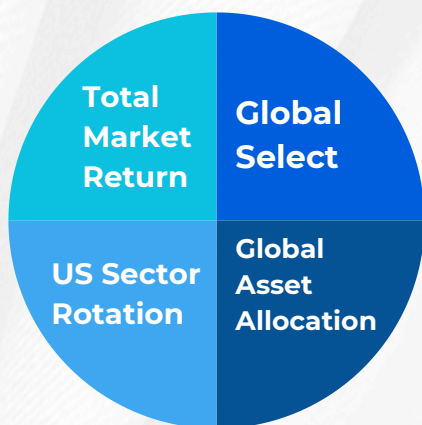 Total
Market
Return
Global
Select
US Sector
Rotation
Global
Asset
Allocation